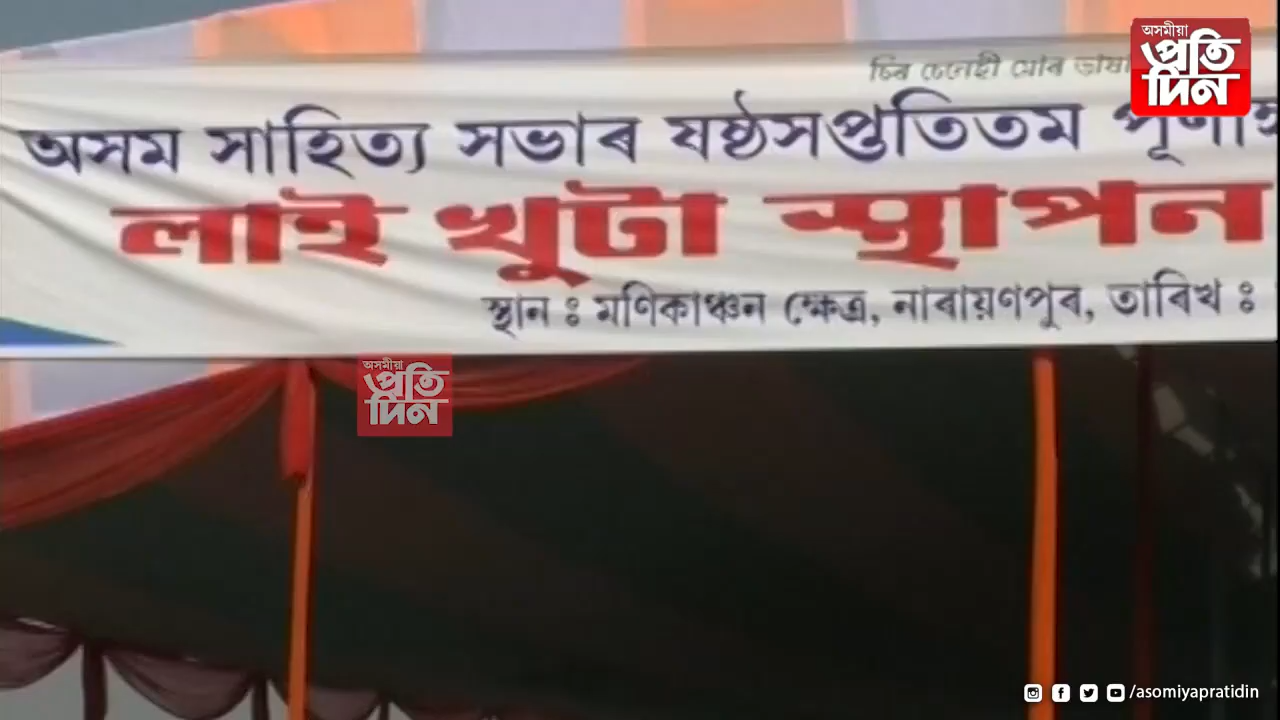 চিৰ চেনেহী মোৰ ভাষা
অসমীয়া
প্ৰতি
দিন
অসম সাহিত্য সভাৰ ষষ্ঠসপ্ততিতম
লাই খুটা স্থাপন
স্থান ঃ মণিকাঞ্চন ক্ষেত্ৰ, নাৰায়ণপুৰ, তাৰিখ ঃ
অসমীয়া
প্ৰতি
দিন
/asomiyapratidin